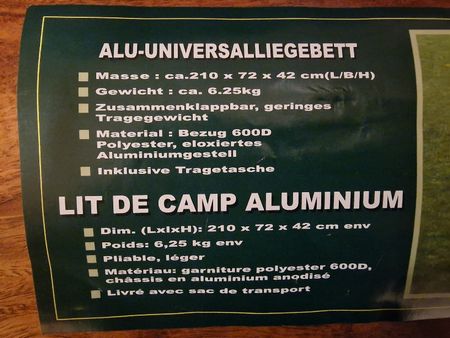 ALU-UNIVERSALLIEGEBETT
Masse : ca.210 x 72 x 42 cm(L/B/H)
Gewicht : ca. 6.25kg
Zusammenklappbar, geringes
Tragegewicht
Material : Bezug 600D
Polyester, eloxiertes
Aluminiumgestell
Inklusive Tragetasche
LIT DE CAMP ALUMINIUM
Dim. (LxlxH): 210 x 72 x 42 cm env
Poids: 6,25 kg env
Pliable, léger
Matériau: garniture polyester 600D,
châssis en aluminium anodisé
Livré avec sac de transport